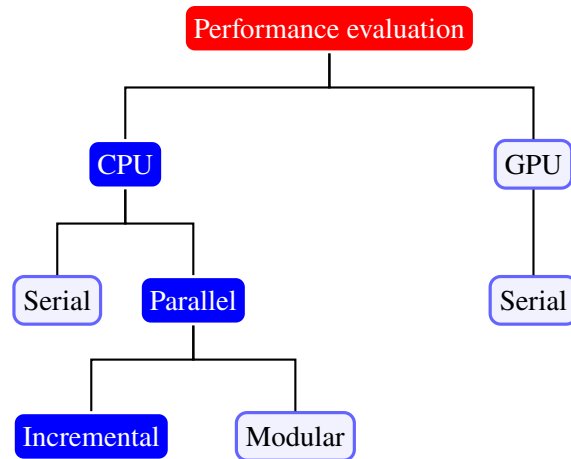 Performance evaluation
CPU
GPU
Serial
Parallel
Serial
Incremental
Modular